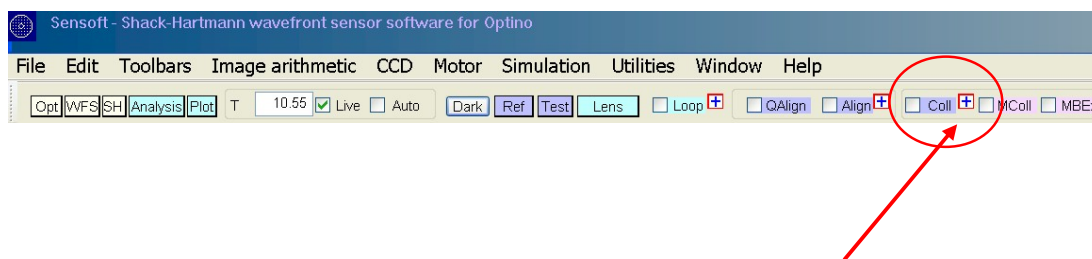 Sensoft - Shack-Hartmann wavefront sensor software for Optino
File Edit Toolbars Image arithmetic CCD Motor Simulation Utilities Window Help
Opt WFS SH Analysis Plot T 10.55 Live Auto Dark Ref Test Lens Loop QAlign Align Coll MColl MBE